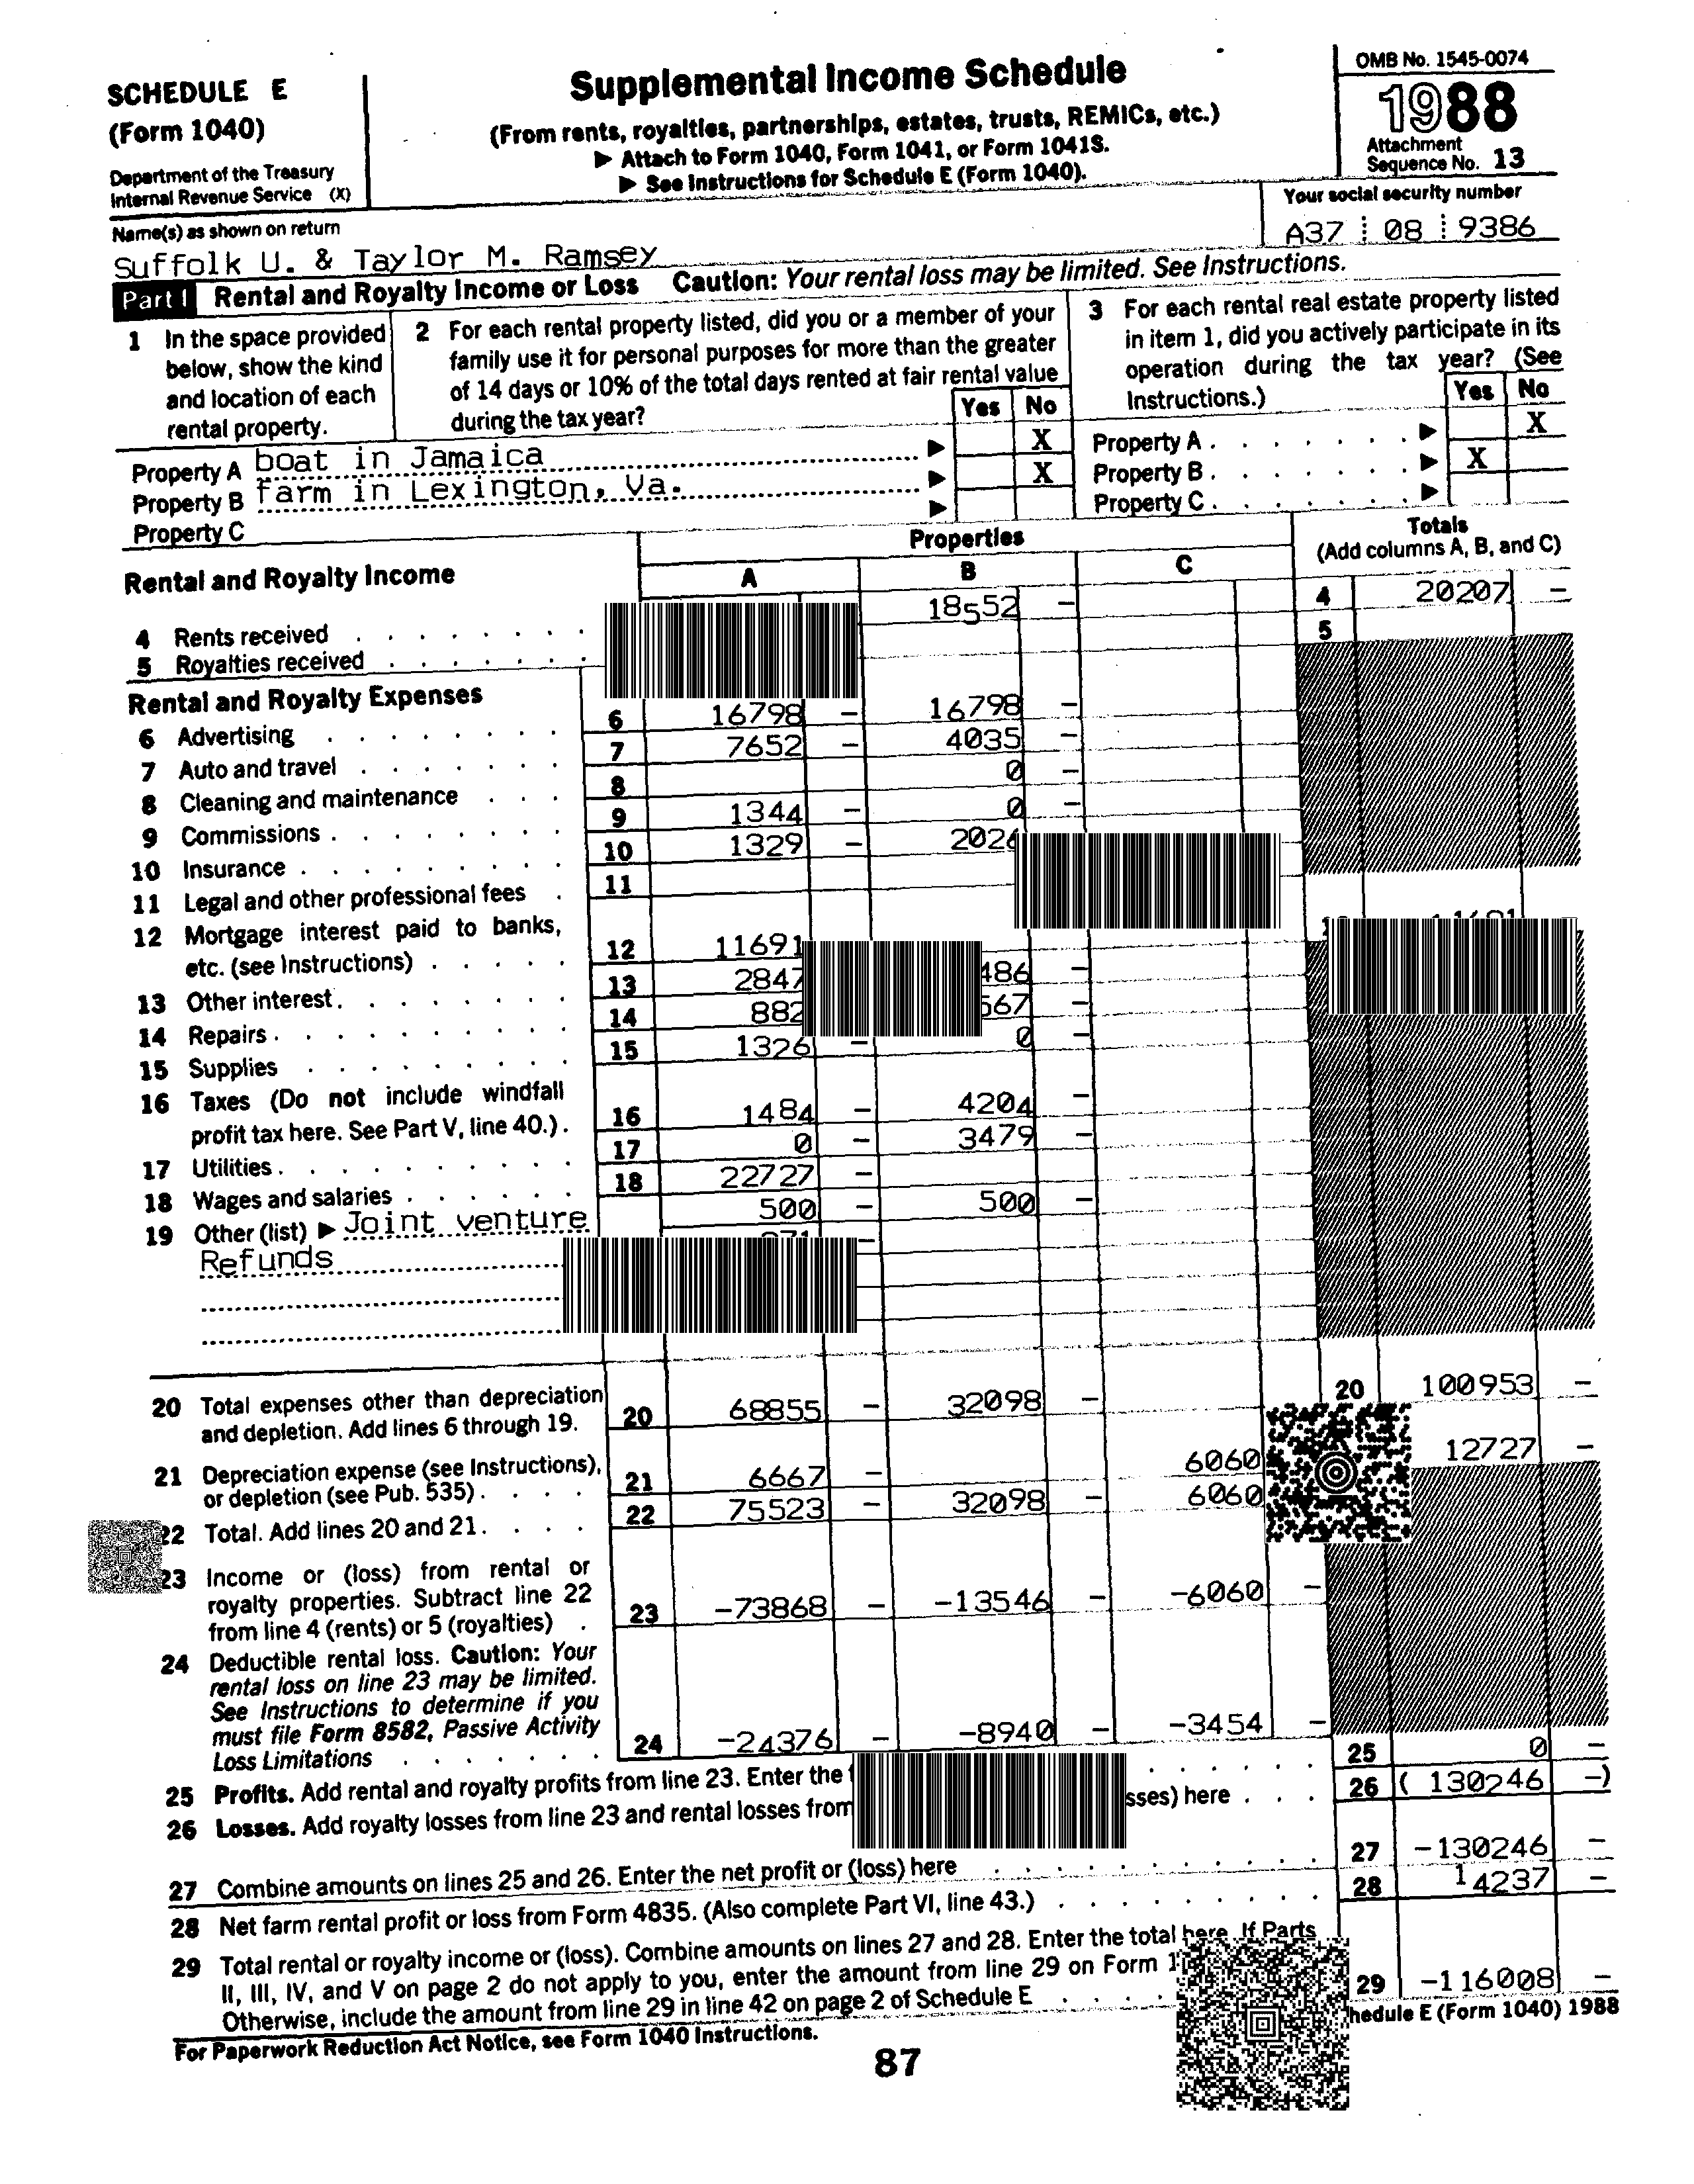 SCHEDULE E
(Form 1040)
Department of the Treasury
Internal Revenue Service (X)
Supplemental Income Schedule
(From rents, royalties, partnerships, estates, trusts, REMICs, etc.)
▶ Attach to Form 1040, Form 1041, or Form 1041S.
▶ See Instructions for Schedule E (Form 1040).
OMB No. 1545-0074
1988
Attachment
Sequence No. 13
Name(s) as shown on return
Suffolk U. & Taylor M. Ramsey
Your social security number
A37 08 9386
Part I Rental and Royalty Income or Loss Caution: Your rental loss may be limited. See Instructions.
1 In the space provided
below, show the kind
and location of each
rental property.
2 For each rental property listed, did you or a member of your
family use it for personal purposes for more than the greater
of 14 days or 10% of the total days rented at fair rental value
during the tax year?
Yes No
3 For each rental real estate property listed
in item 1, did you actively participate in its
operation during the tax year? (See
Instructions.)
Yes No
Property A boat in Jamaica ▶ X Property A . . . . . . ▶ X
Property B farm in Lexington, Va. ▶ X Property B . . . . . . ▶ X
Property C ▶ Property C . . . . . . ▶
Rental and Royalty Income
Properties
A B C
Totals
(Add columns A, B, and C)
4 Rents received 18552 – 4 20207 –
5 Royalties received 5
Rental and Royalty Expenses
6 Advertising 6 16798 – 16798 –
7 Auto and travel 7 7652 – 4035 –
8 Cleaning and maintenance 8 0 –
9 Commissions 9 1344 – 0 –
10 Insurance 10 1329 – 2026
11 Legal and other professional fees 11
12 Mortgage interest paid to banks,
etc. (see Instructions) 12 11691
13 Other interest 13 2847 486 –
14 Repairs 14 882 567 –
15 Supplies 15 1326 – 0 –
16 Taxes (Do not include windfall
profit tax here. See Part V, line 40.) 16 1484 – 4204 –
17 Utilities 17 0 – 3479 –
18 Wages and salaries 18 22727 –
19 Other (list) ▶ Joint venture 500 – 500 –
Refunds –
20 Total expenses other than depreciation
and depletion. Add lines 6 through 19. 20 68855 – 32098 – 20 100953 –
21 Depreciation expense (see Instructions),
or depletion (see Pub. 535) 21 6667 – 6060 12727 –
22 Total. Add lines 20 and 21 22 75523 – 32098 – 6060
23 Income or (loss) from rental or
royalty properties. Subtract line 22
from line 4 (rents) or 5 (royalties) 23 -73868 – -13546 – -6060 –
24 Deductible rental loss. Caution: Your
rental loss on line 23 may be limited.
See Instructions to determine if you
must file Form 8582, Passive Activity
Loss Limitations 24 -24376 – -8940 – -3454 –
25 Profits. Add rental and royalty profits from line 23. Enter the 25 0 –
26 Losses. Add royalty losses from line 23 and rental losses from sses) here 26 ( 130246 –)
27 Combine amounts on lines 25 and 26. Enter the net profit or (loss) here 27 -130246 –
28 Net farm rental profit or loss from Form 4835. (Also complete Part VI, line 43.) 28 14237 –
29 Total rental or royalty income or (loss). Combine amounts on lines 27 and 28. Enter the total here. If Parts
II, III, IV, and V on page 2 do not apply to you, enter the amount from line 29 on Form 1
Otherwise, include the amount from line 29 in line 42 on page 2 of Schedule E 29 -116008 –
For Paperwork Reduction Act Notice, see Form 1040 Instructions.
hedule E (Form 1040) 1988
87